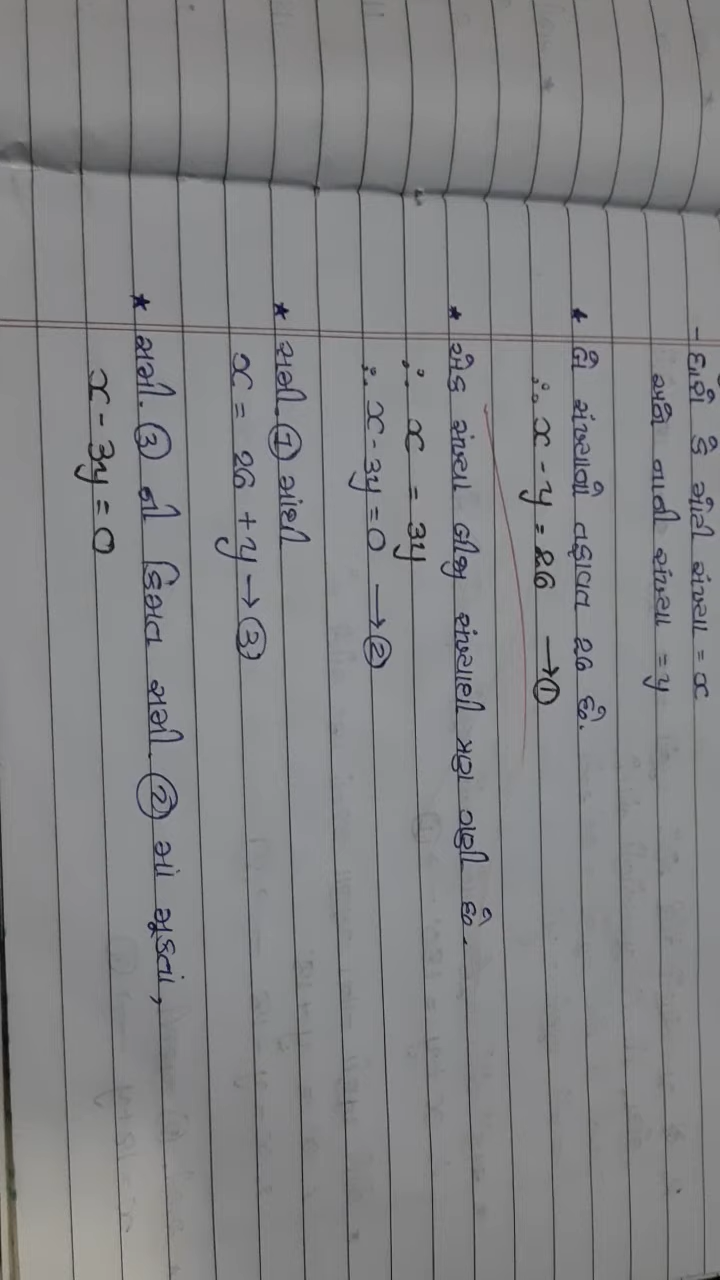 - ધારો કે મોટી સંખ્યા = x
અને નાની સંખ્યા = y
* બે સંખ્યાનો તફાવત 26 છે.
∴ x - y = 26 → ①
* એક સંખ્યા બીજી સંખ્યાથી ત્રણ ગણી છે.
∴ x = 3y
∴ x - 3y = 0 → ②
* સમી. ① માંથી
x = 26 + y → ③
* સમી. ③ ની કિંમત સમી. ② માં મૂકતાં,
x - 3y = 0